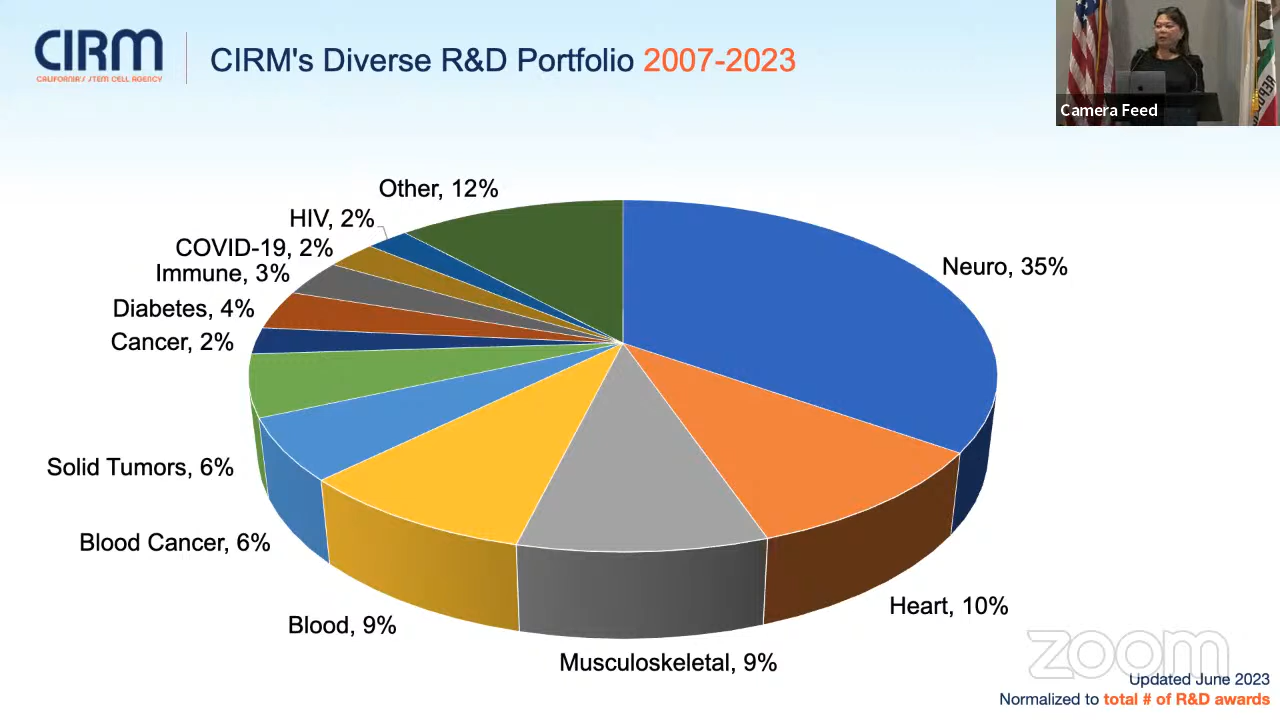 CIRM
CALIFORNIA'S STEM CELL AGENCY
CIRM's Diverse R&D Portfolio 2007-2023
Camera Feed
Other, 12%
HIV, 2%
COVID-19, 2%
Immune, 3%
Diabetes, 4%
Cancer, 2%
Neuro, 35%
Solid Tumors, 6%
Blood Cancer, 6%
Blood, 9%
Heart, 10%
Musculoskeletal, 9%
zoom
Updated June 2023
Normalized to total # of R&D awards